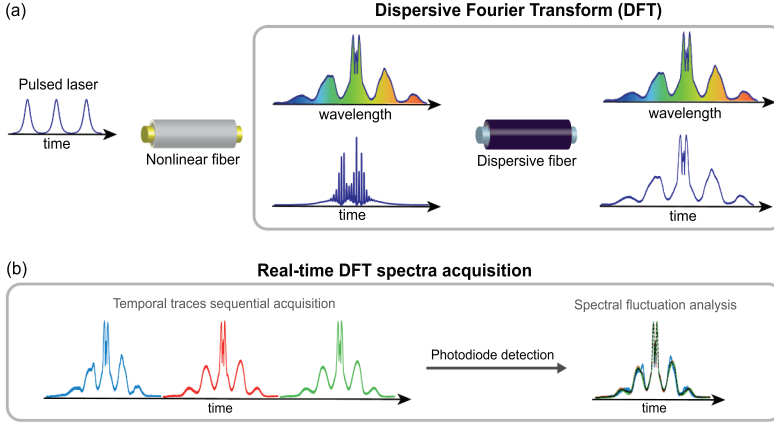 (a)
Dispersive Fourier Transform (DFT)
Pulsed laser
time
Nonlinear fiber
wavelength
time
Dispersive fiber
wavelength
time
(b)
Real-time DFT spectra acquisition
Temporal traces sequential acquisition
Spectral fluctuation analysis
Photodiode detection
time
time